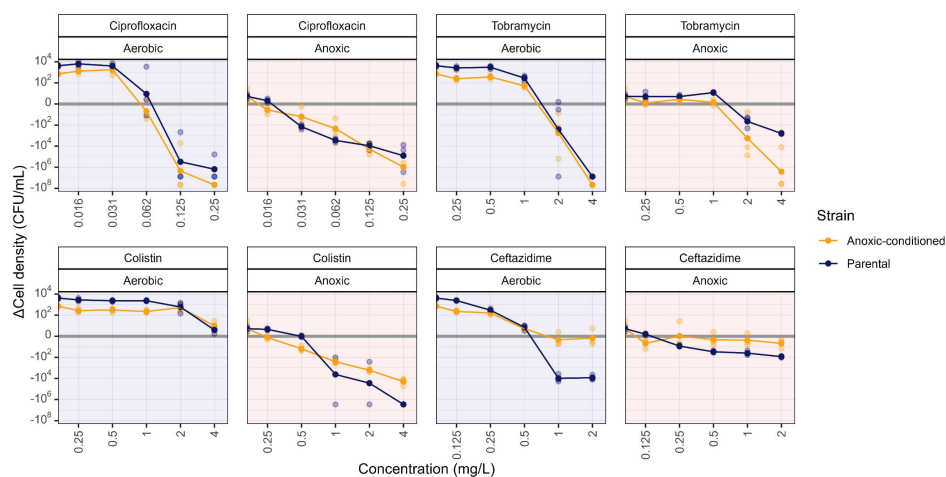 Ciprofloxacin Ciprofloxacin Tobramycin Tobramycin
Aerobic Anoxic Aerobic Anoxic
10^4
10^2
0
-10^2
-10^4
-10^6
-10^8
0.016 0.031 0.062 0.125 0.25 0.016 0.031 0.062 0.125 0.25 0.25 0.5 1 2 4 0.25 0.5 1 2 4
ΔCell density (CFU/mL)
Strain
Anoxic-conditioned
Parental
Colistin Colistin Ceftazidime Ceftazidime
Aerobic Anoxic Aerobic Anoxic
10^4
10^2
0
-10^2
-10^4
-10^6
-10^8
0.25 0.5 1 2 4 0.25 0.5 1 2 4 0.125 0.25 0.5 1 2 0.125 0.25 0.5 1 2
Concentration (mg/L)